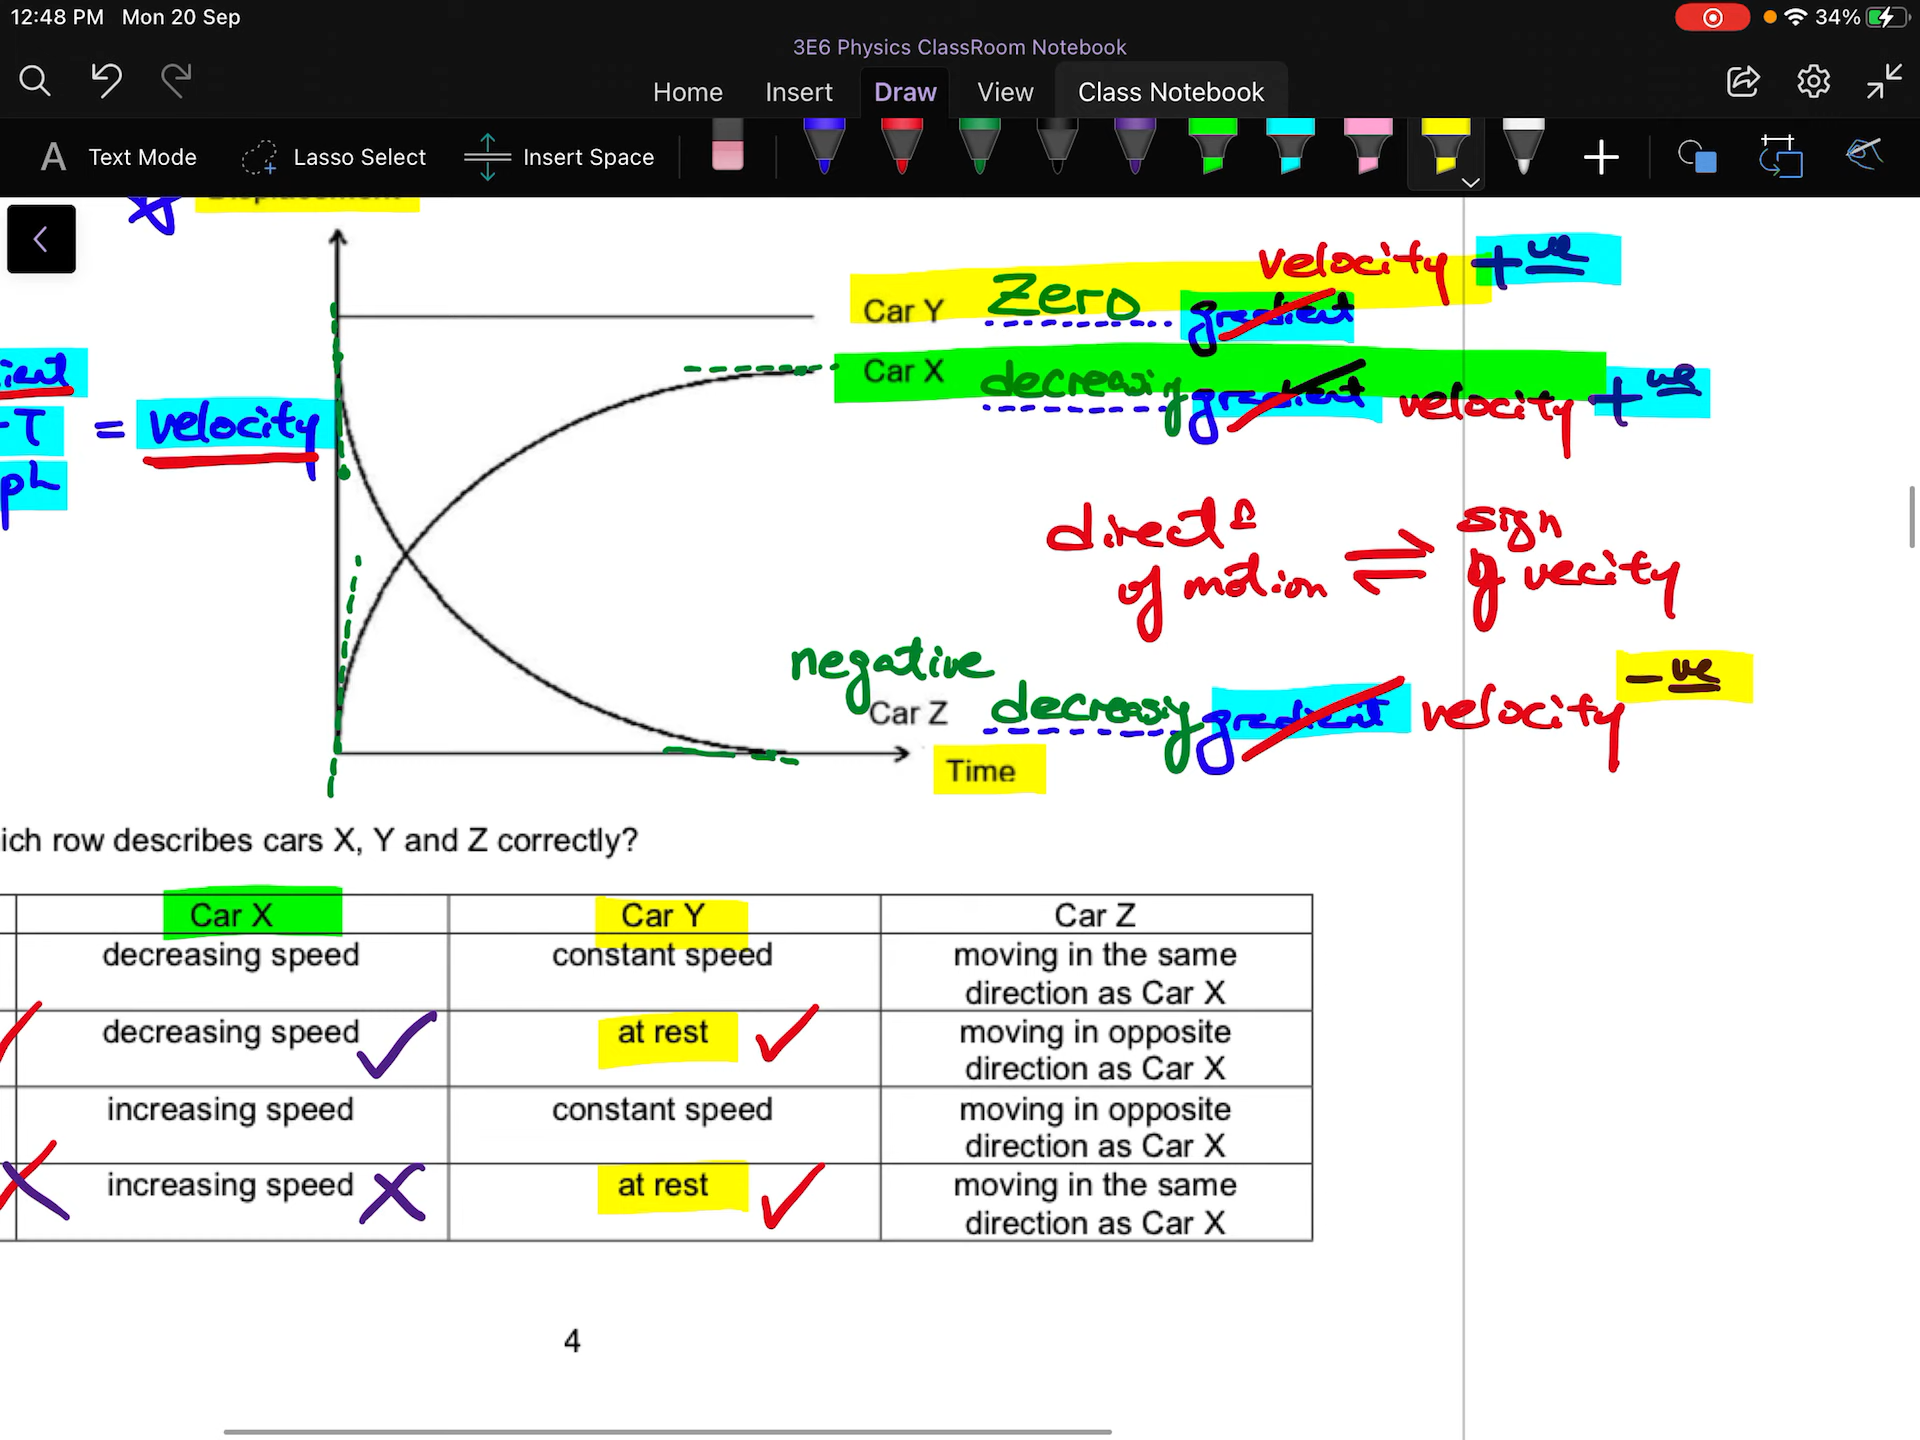 12:48 PM Mon 20 Sep
34%
3E6 Physics ClassRoom Notebook
Home Insert Draw View Class Notebook
A Text Mode Lasso Select Insert Space
Displacement
velocity +ve
Car Y Zero gradient
Car X decreasing gradient velocity +ve
ient
-T = velocity
ph
directn sign
of motion ⇌ of vecity
negative
Car Z decreasing gradient velocity -ve
Time
ich row describes cars X, Y and Z correctly?
Car X Car Y Car Z
decreasing speed constant speed moving in the same
direction as Car X
decreasing speed at rest moving in opposite
direction as Car X
increasing speed constant speed moving in opposite
direction as Car X
increasing speed at rest moving in the same
direction as Car X
4